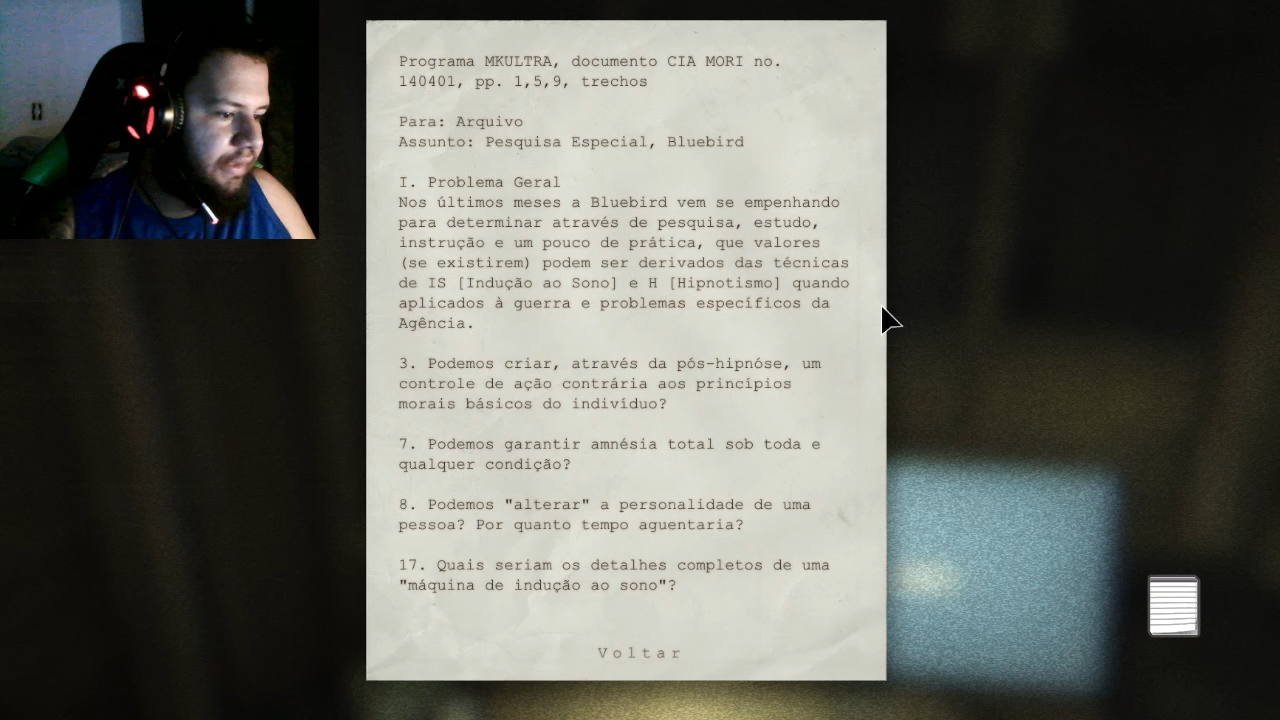 Programa MKULTRA, documento CIA MORI no.
140401, pp. 1,5,9, trechos
Para: Arquivo
Assunto: Pesquisa Especial, Bluebird
I. Problema Geral
Nos últimos meses a Bluebird vem se empenhando
para determinar através de pesquisa, estudo,
instrução e um pouco de prática, que valores
(se existirem) podem ser derivados das técnicas
de IS [Indução ao Sono] e H [Hipnotismo] quando
aplicados à guerra e problemas específicos da
Agência.
3. Podemos criar, através da pós-hipnóse, um
controle de ação contrária aos princípios
morais básicos do indivíduo?
7. Podemos garantir amnésia total sob toda e
qualquer condição?
8. Podemos "alterar" a personalidade de uma
pessoa? Por quanto tempo aguentaria?
17. Quais seriam os detalhes completos de uma
"máquina de indução ao sono"?
Voltar